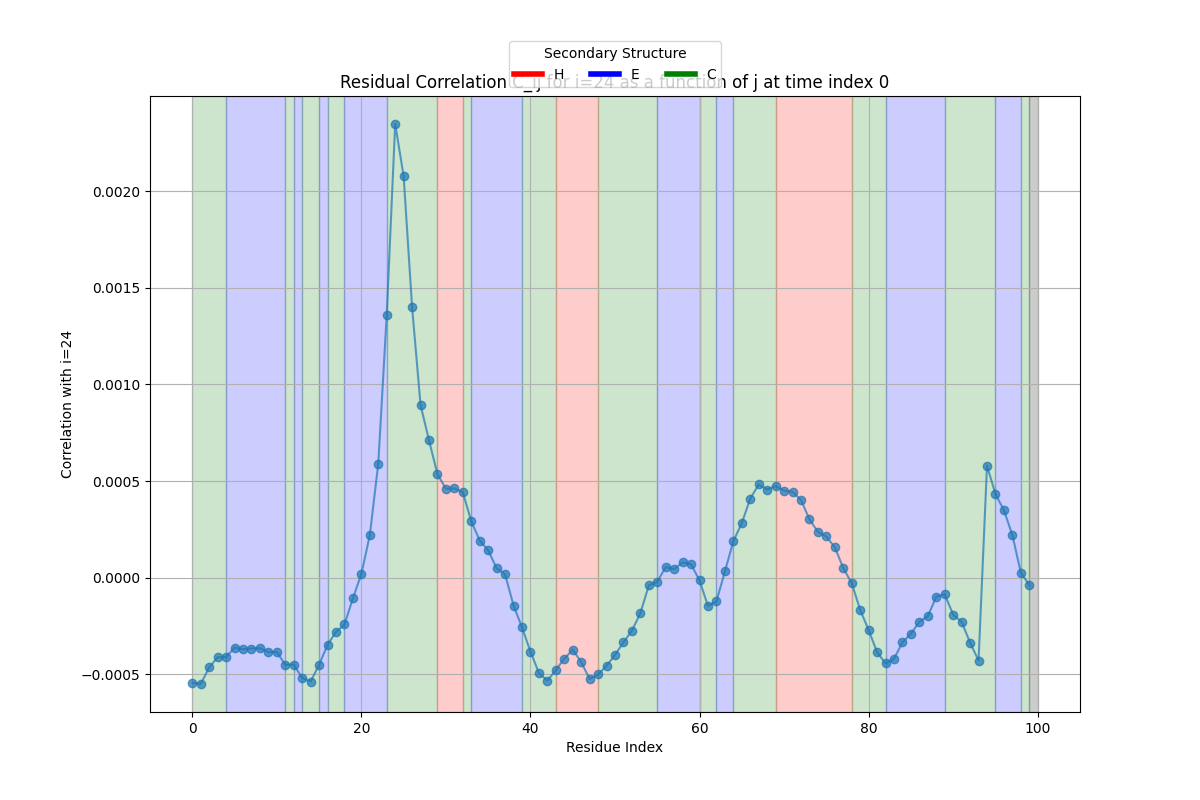 Secondary Structure
H E C
Residual Correlation C_ij for i=24 as a function of j at time index 0
Correlation with i=24
0.0020
0.0015
0.0010
0.0005
0.0000
−0.0005
0 20 40 60 80 100
Residue Index